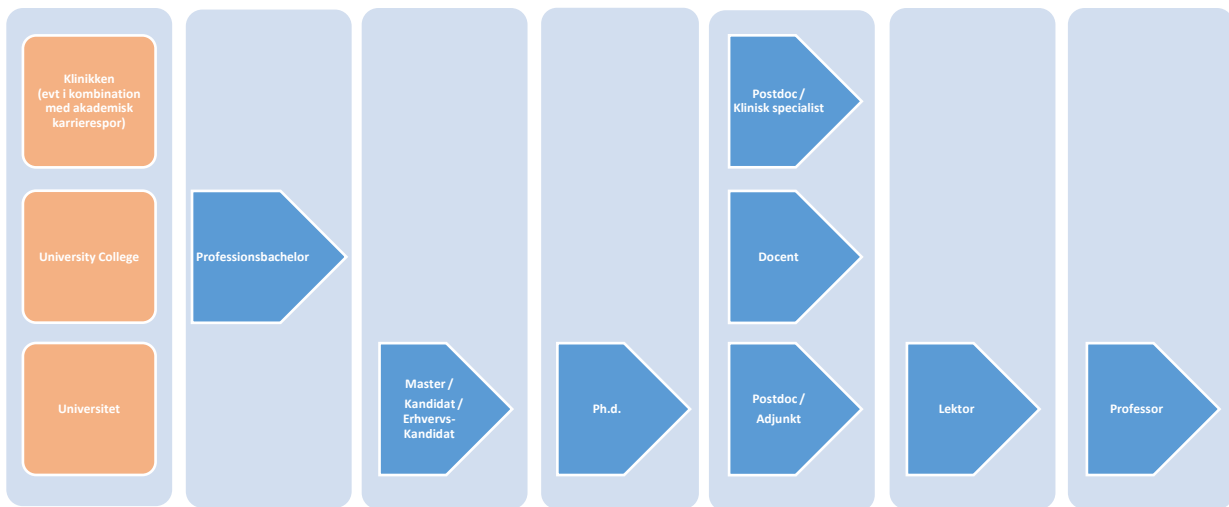 Klinikken
(evt i kombination
med akademisk
karrierespor)
Postdoc /
Klinisk specialist
University College
Professionsbachelor
Docent
Universitet
Master /
Kandidat /
Erhvervs-
Kandidat
Ph.d.
Postdoc /
Adjunkt
Lektor
Professor